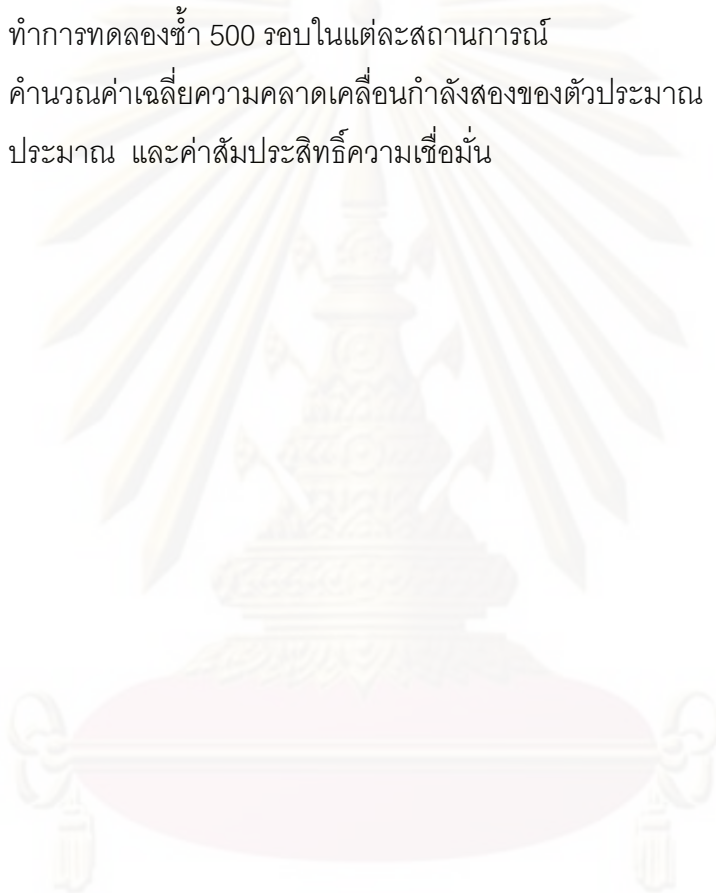 ทำการทดลองซ้ำ 500 รอบในแต่ละสถานการณ์
คำนวณค่าเฉลี่ยความคลาดเคลื่อนกำลังสองของตัวประมาณ
ประมาณ และค่าสัมประสิทธิ์ความเชื่อมั่น